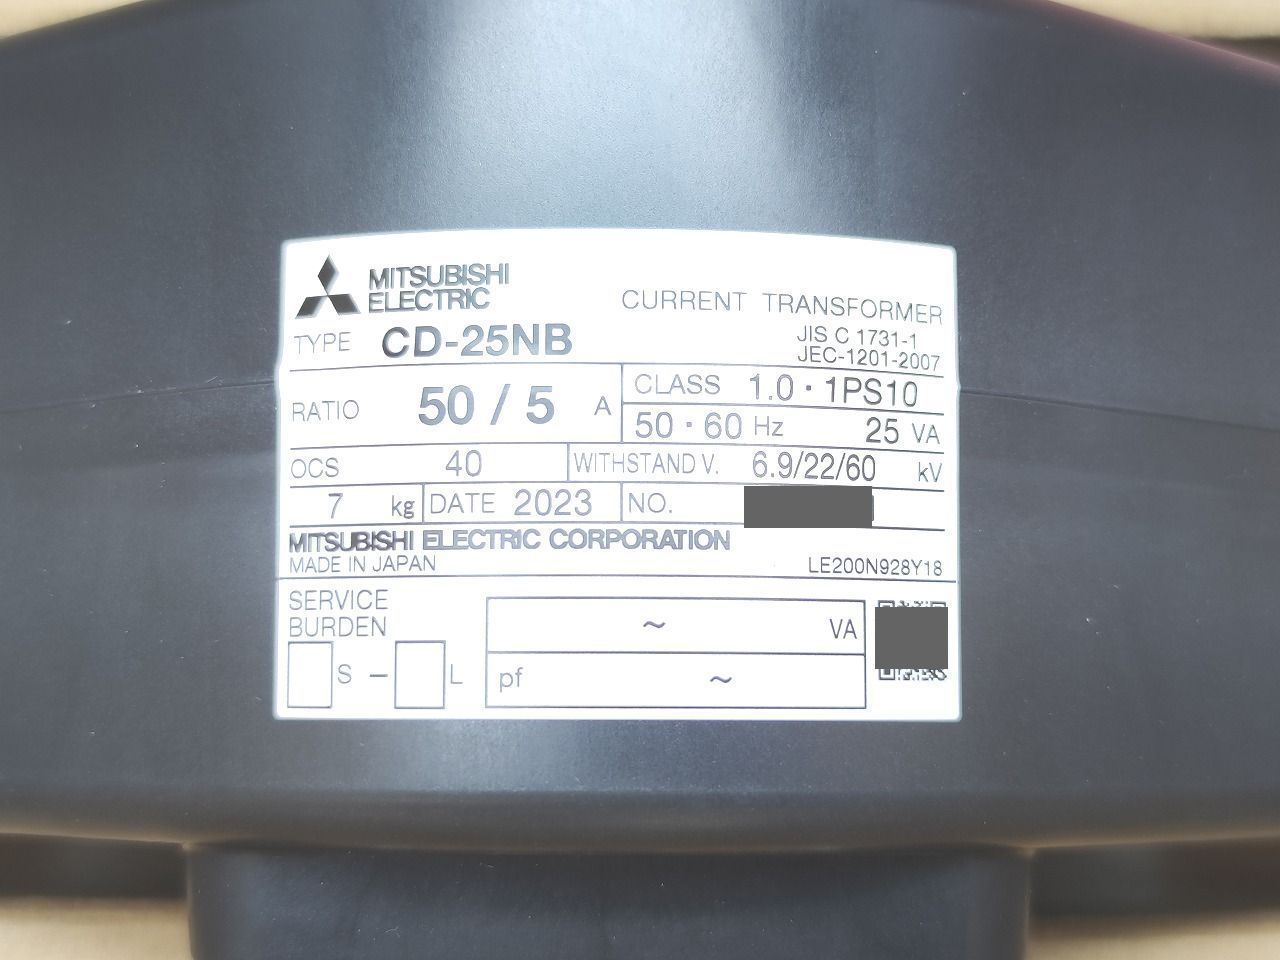 MITSUBISHI
ELECTRIC
CURRENT TRANSFORMER
TYPE CD-25NB
JIS C 1731-1
JEC-1201-2007
RATIO 50 / 5 A
CLASS 1.0・1PS10
50・60 Hz 25 VA
OCS 40 WITHSTAND V. 6.9/22/60 kV
7 kg DATE 2023 NO.
MITSUBISHI ELECTRIC CORPORATION
MADE IN JAPAN LE200N928Y18
SERVICE
BURDEN
~ VA
S - L
pf ~